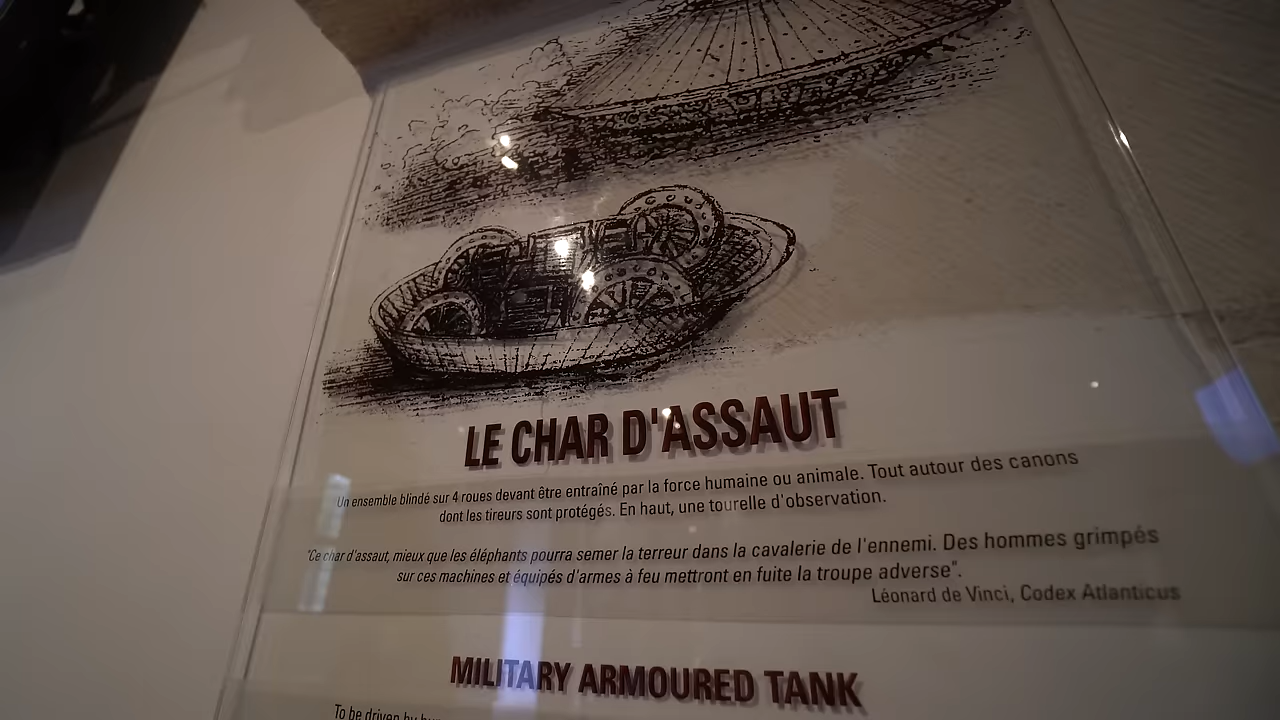 LE CHAR D'ASSAUT
Un ensemble blindé sur 4 roues devant être entraîné par la force humaine ou animale. Tout autour des canons
dont les tireurs sont protégés. En haut, une tourelle d'observation.
"Ce char d'assaut, mieux que les éléphants pourra semer la terreur dans la cavalerie de l'ennemi. Des hommes grimpés
sur ces machines et équipés d'armes à feu mettront en fuite la troupe adverse".
Léonard de Vinci, Codex Atlanticus
MILITARY ARMOURED TANK
To be driven by